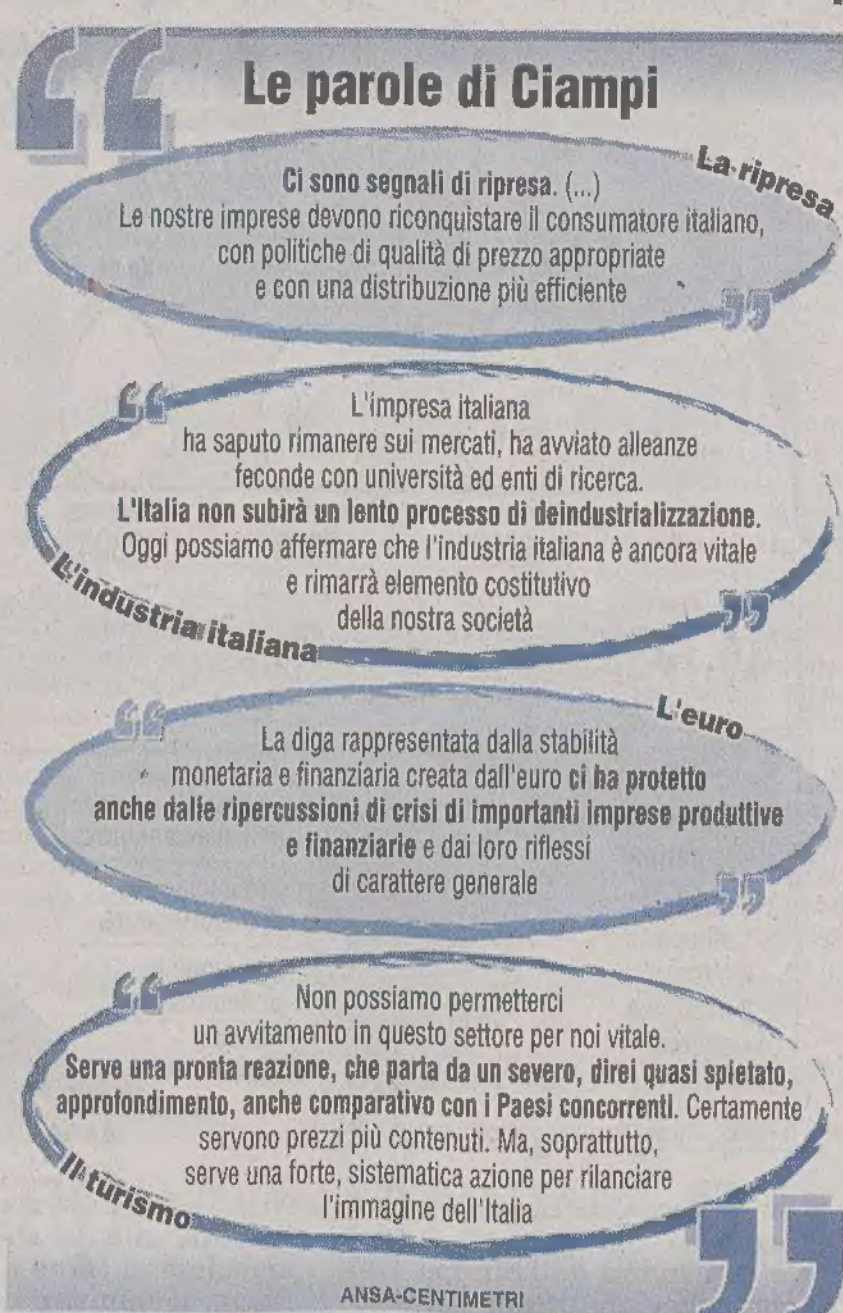 Le parole di Ciampi
La ripresa
Ci sono segnali di ripresa. (...)
Le nostre imprese devono riconquistare il consumatore italiano,
con politiche di qualità di prezzo appropriate
e con una distribuzione più efficiente
L'impresa italiana
ha saputo rimanere sui mercati, ha avviato alleanze
feconde con università ed enti di ricerca.
L'Italia non subirà un lento processo di deindustrializzazione.
Oggi possiamo affermare che l'industria italiana è ancora vitale
e rimarrà elemento costitutivo
della nostra società
L'industria italiana
L'euro
La diga rappresentata dalla stabilità
monetaria e finanziaria creata dall'euro ci ha protetto
anche dalle ripercussioni di crisi di importanti imprese produttive
e finanziarie e dai loro riflessi
di carattere generale
Non possiamo permetterci
un avvitamento in questo settore per noi vitale.
Serve una pronta reazione, che parta da un severo, direi quasi spietato,
approfondimento, anche comparativo con i Paesi concorrenti. Certamente
servono prezzi più contenuti. Ma, soprattutto,
serve una forte, sistematica azione per rilanciare
l'immagine dell'Italia
Il turismo
ANSA-CENTIMETRI